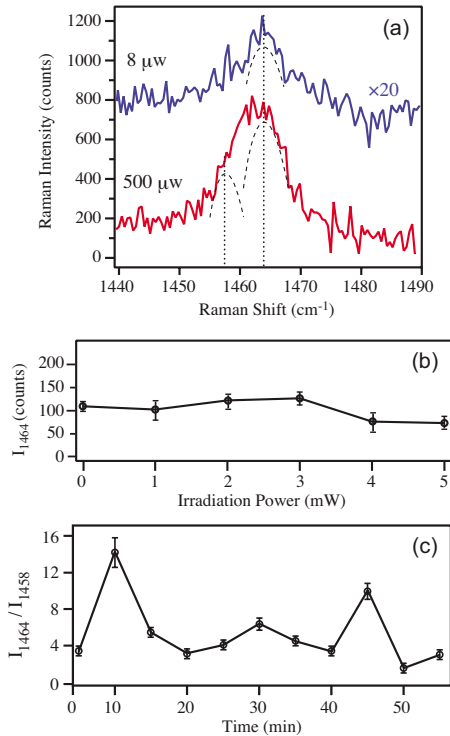 (a)
1200
1000
800
600
400
200
0
Raman Intensity (counts)
8 μw
×20
500 μw
1440 1450 1460 1470 1480 1490
Raman Shift (cm⁻¹)
(b)
200
150
100
50
0
I₁₄₆₄ (counts)
0 1 2 3 4 5
Irradiation Power (mW)
(c)
16
12
8
4
0
I₁₄₆₄ / I₁₄₅₈
0 10 20 30 40 50
Time (min)